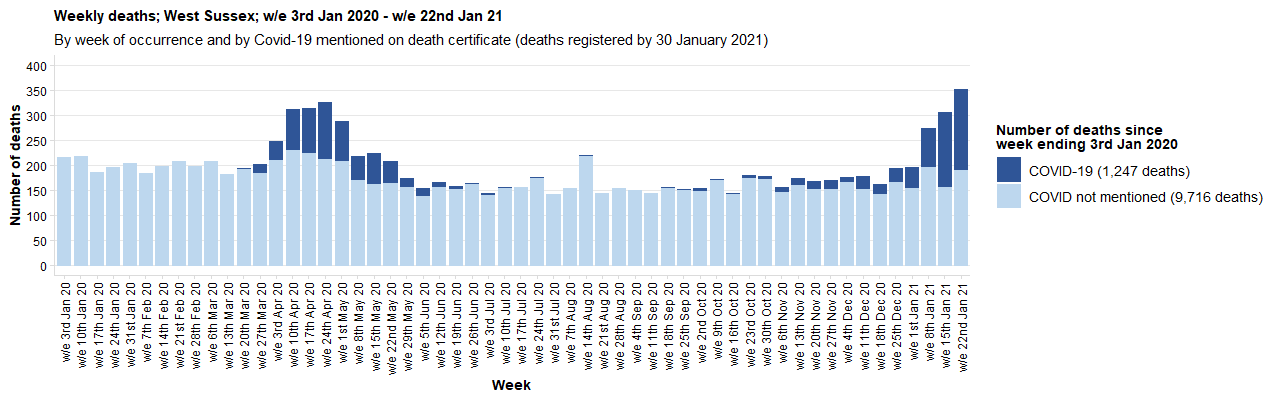 Weekly deaths; West Sussex; w/e 3rd Jan 2020 - w/e 22nd Jan 21
By week of occurrence and by Covid-19 mentioned on death certificate (deaths registered by 30 January 2021)
400
350
300
250
200
150
100
50
0
Number of deaths
w/e 3rd Jan 20
w/e 10th Jan 20
w/e 17th Jan 20
w/e 24th Jan 20
w/e 31st Jan 20
w/e 7th Feb 20
w/e 14th Feb 20
w/e 21st Feb 20
w/e 28th Feb 20
w/e 6th Mar 20
w/e 13th Mar 20
w/e 20th Mar 20
w/e 27th Mar 20
w/e 3rd Apr 20
w/e 10th Apr 20
w/e 17th Apr 20
w/e 24th Apr 20
w/e 1st May 20
w/e 8th May 20
w/e 15th May 20
w/e 22nd May 20
w/e 29th May 20
w/e 5th Jun 20
w/e 12th Jun 20
w/e 19th Jun 20
w/e 26th Jun 20
w/e 3rd Jul 20
w/e 10th Jul 20
w/e 17th Jul 20
w/e 24th Jul 20
w/e 31st Jul 20
w/e 7th Aug 20
w/e 14th Aug 20
w/e 21st Aug 20
w/e 28th Aug 20
w/e 4th Sep 20
w/e 11th Sep 20
w/e 18th Sep 20
w/e 25th Sep 20
w/e 2nd Oct 20
w/e 9th Oct 20
w/e 16th Oct 20
w/e 23rd Oct 20
w/e 30th Oct 20
w/e 6th Nov 20
w/e 13th Nov 20
w/e 20th Nov 20
w/e 27th Nov 20
w/e 4th Dec 20
w/e 11th Dec 20
w/e 18th Dec 20
w/e 25th Dec 20
w/e 1st Jan 21
w/e 8th Jan 21
w/e 15th Jan 21
w/e 22nd Jan 21
Week
Number of deaths since
week ending 3rd Jan 2020
COVID-19 (1,247 deaths)
COVID not mentioned (9,716 deaths)